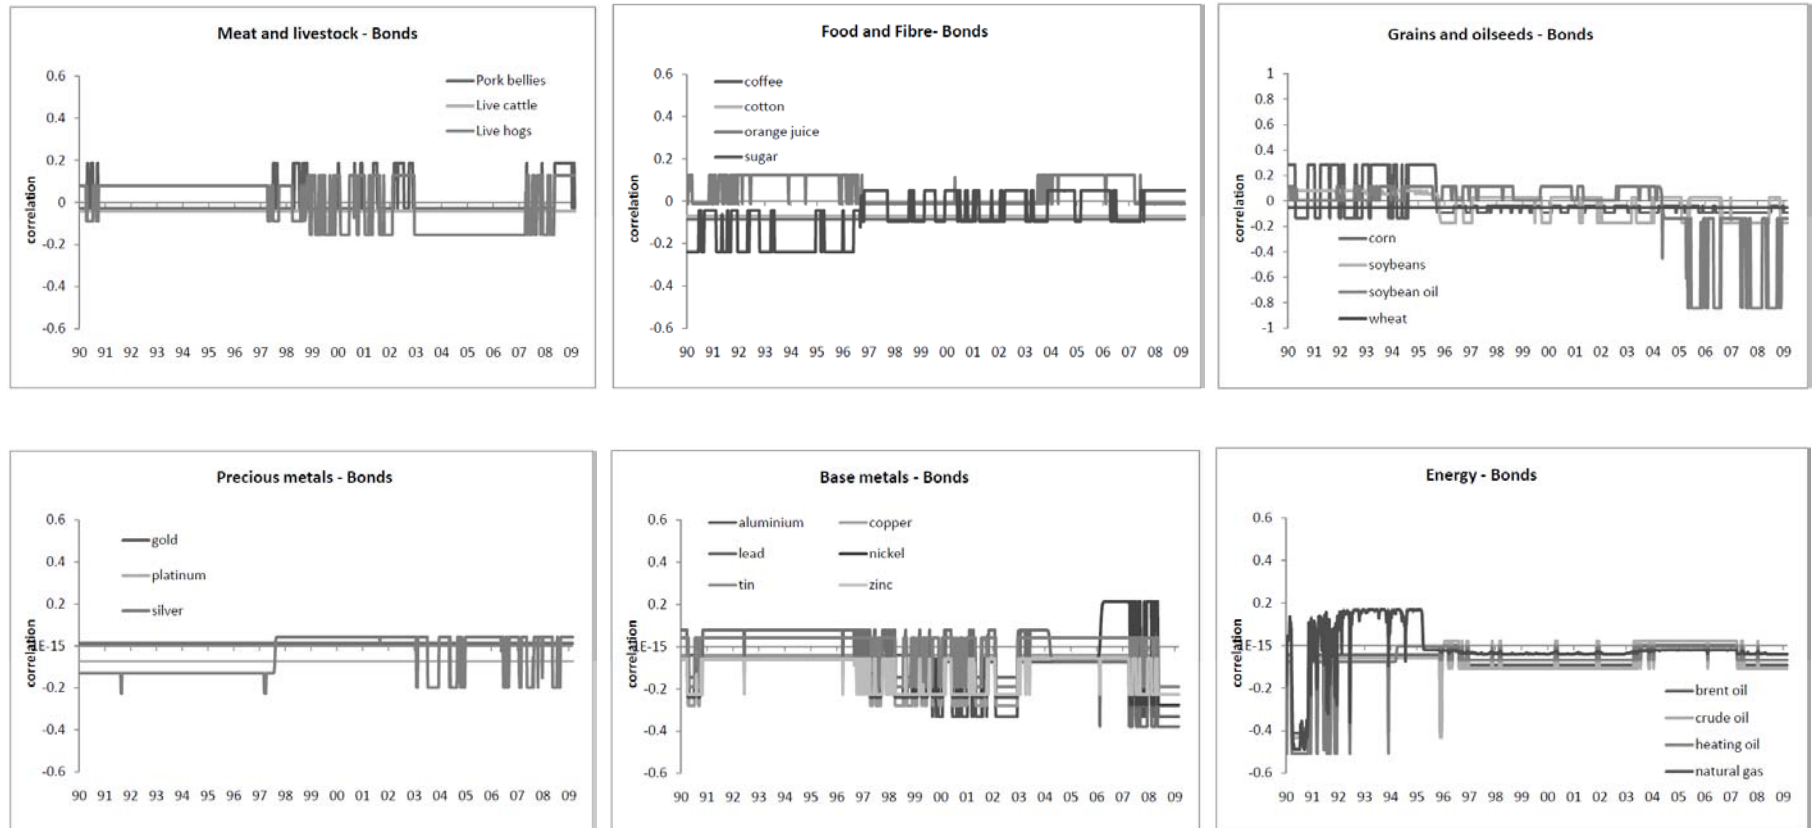 Meat and livestock - Bonds
0.6
0.4
0.2
0
-0.2
-0.4
-0.6
correlation
Pork bellies
Live cattle
Live hogs
90 91 92 93 94 95 95 96 97 98 99 00 01 02 03 04 05 07 08 09
Food and Fibre- Bonds
0.6
0.4
0.2
0
-0.2
-0.4
-0.6
correlation
coffee
cotton
orange juice
sugar
90 91 92 93 94 95 96 97 98 99 00 01 02 03 04 05 06 07 08 09
Grains and oilseeds - Bonds
1
0.8
0.6
0.4
0.2
0
-0.2
-0.4
-0.6
-0.8
-1
correlation
corn
soybeans
soybean oil
wheat
90 91 92 93 94 95 96 97 98 99 00 01 02 03 04 05 06 07 08 09
Precious metals - Bonds
0.6
0.4
0.2
1E-15
-0.2
-0.4
-0.6
correlation
gold
platinum
silver
90 91 92 93 94 95 96 97 98 99 00 01 02 03 04 05 06 07 08 09
Base metals - Bonds
0.6
0.4
0.2
1E-15
-0.2
-0.4
-0.6
correlation
aluminium copper
lead nickel
tin zinc
90 91 92 93 94 95 96 97 98 99 00 01 02 03 04 06 07 08 09
Energy - Bonds
0.6
0.4
0.2
1E-15
-0.2
-0.4
-0.6
correlation
brent oil
crude oil
heating oil
natural gas
90 91 92 93 94 95 96 97 98 99 00 01 02 03 04 05 06 07 08 09